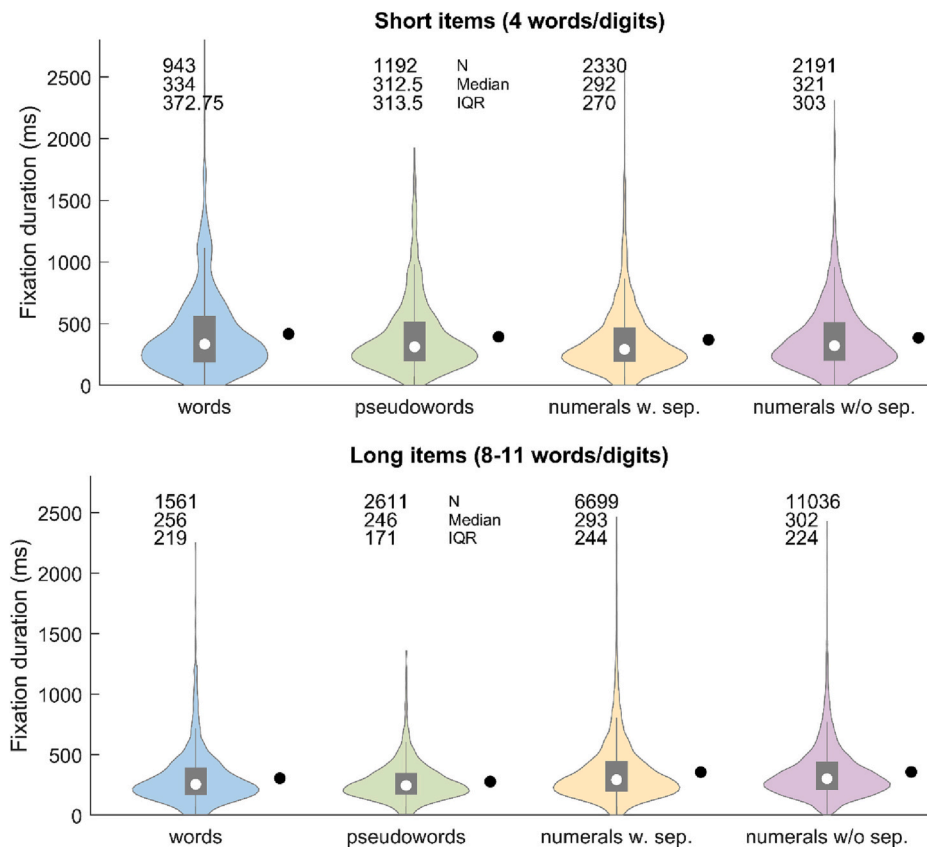 Short items (4 words/digits)
943 1192 N 2330 2191
334 312.5 Median 292 321
372.75 313.5 IQR 270 303
Fixation duration (ms)
2500
2000
1500
1000
500
0
words pseudowords numerals w. sep. numerals w/o sep.
Long items (8-11 words/digits)
1561 2611 N 6699 11036
256 246 Median 293 302
219 171 IQR 244 224
Fixation duration (ms)
2500
2000
1500
1000
500
0
words pseudowords numerals w. sep. numerals w/o sep.